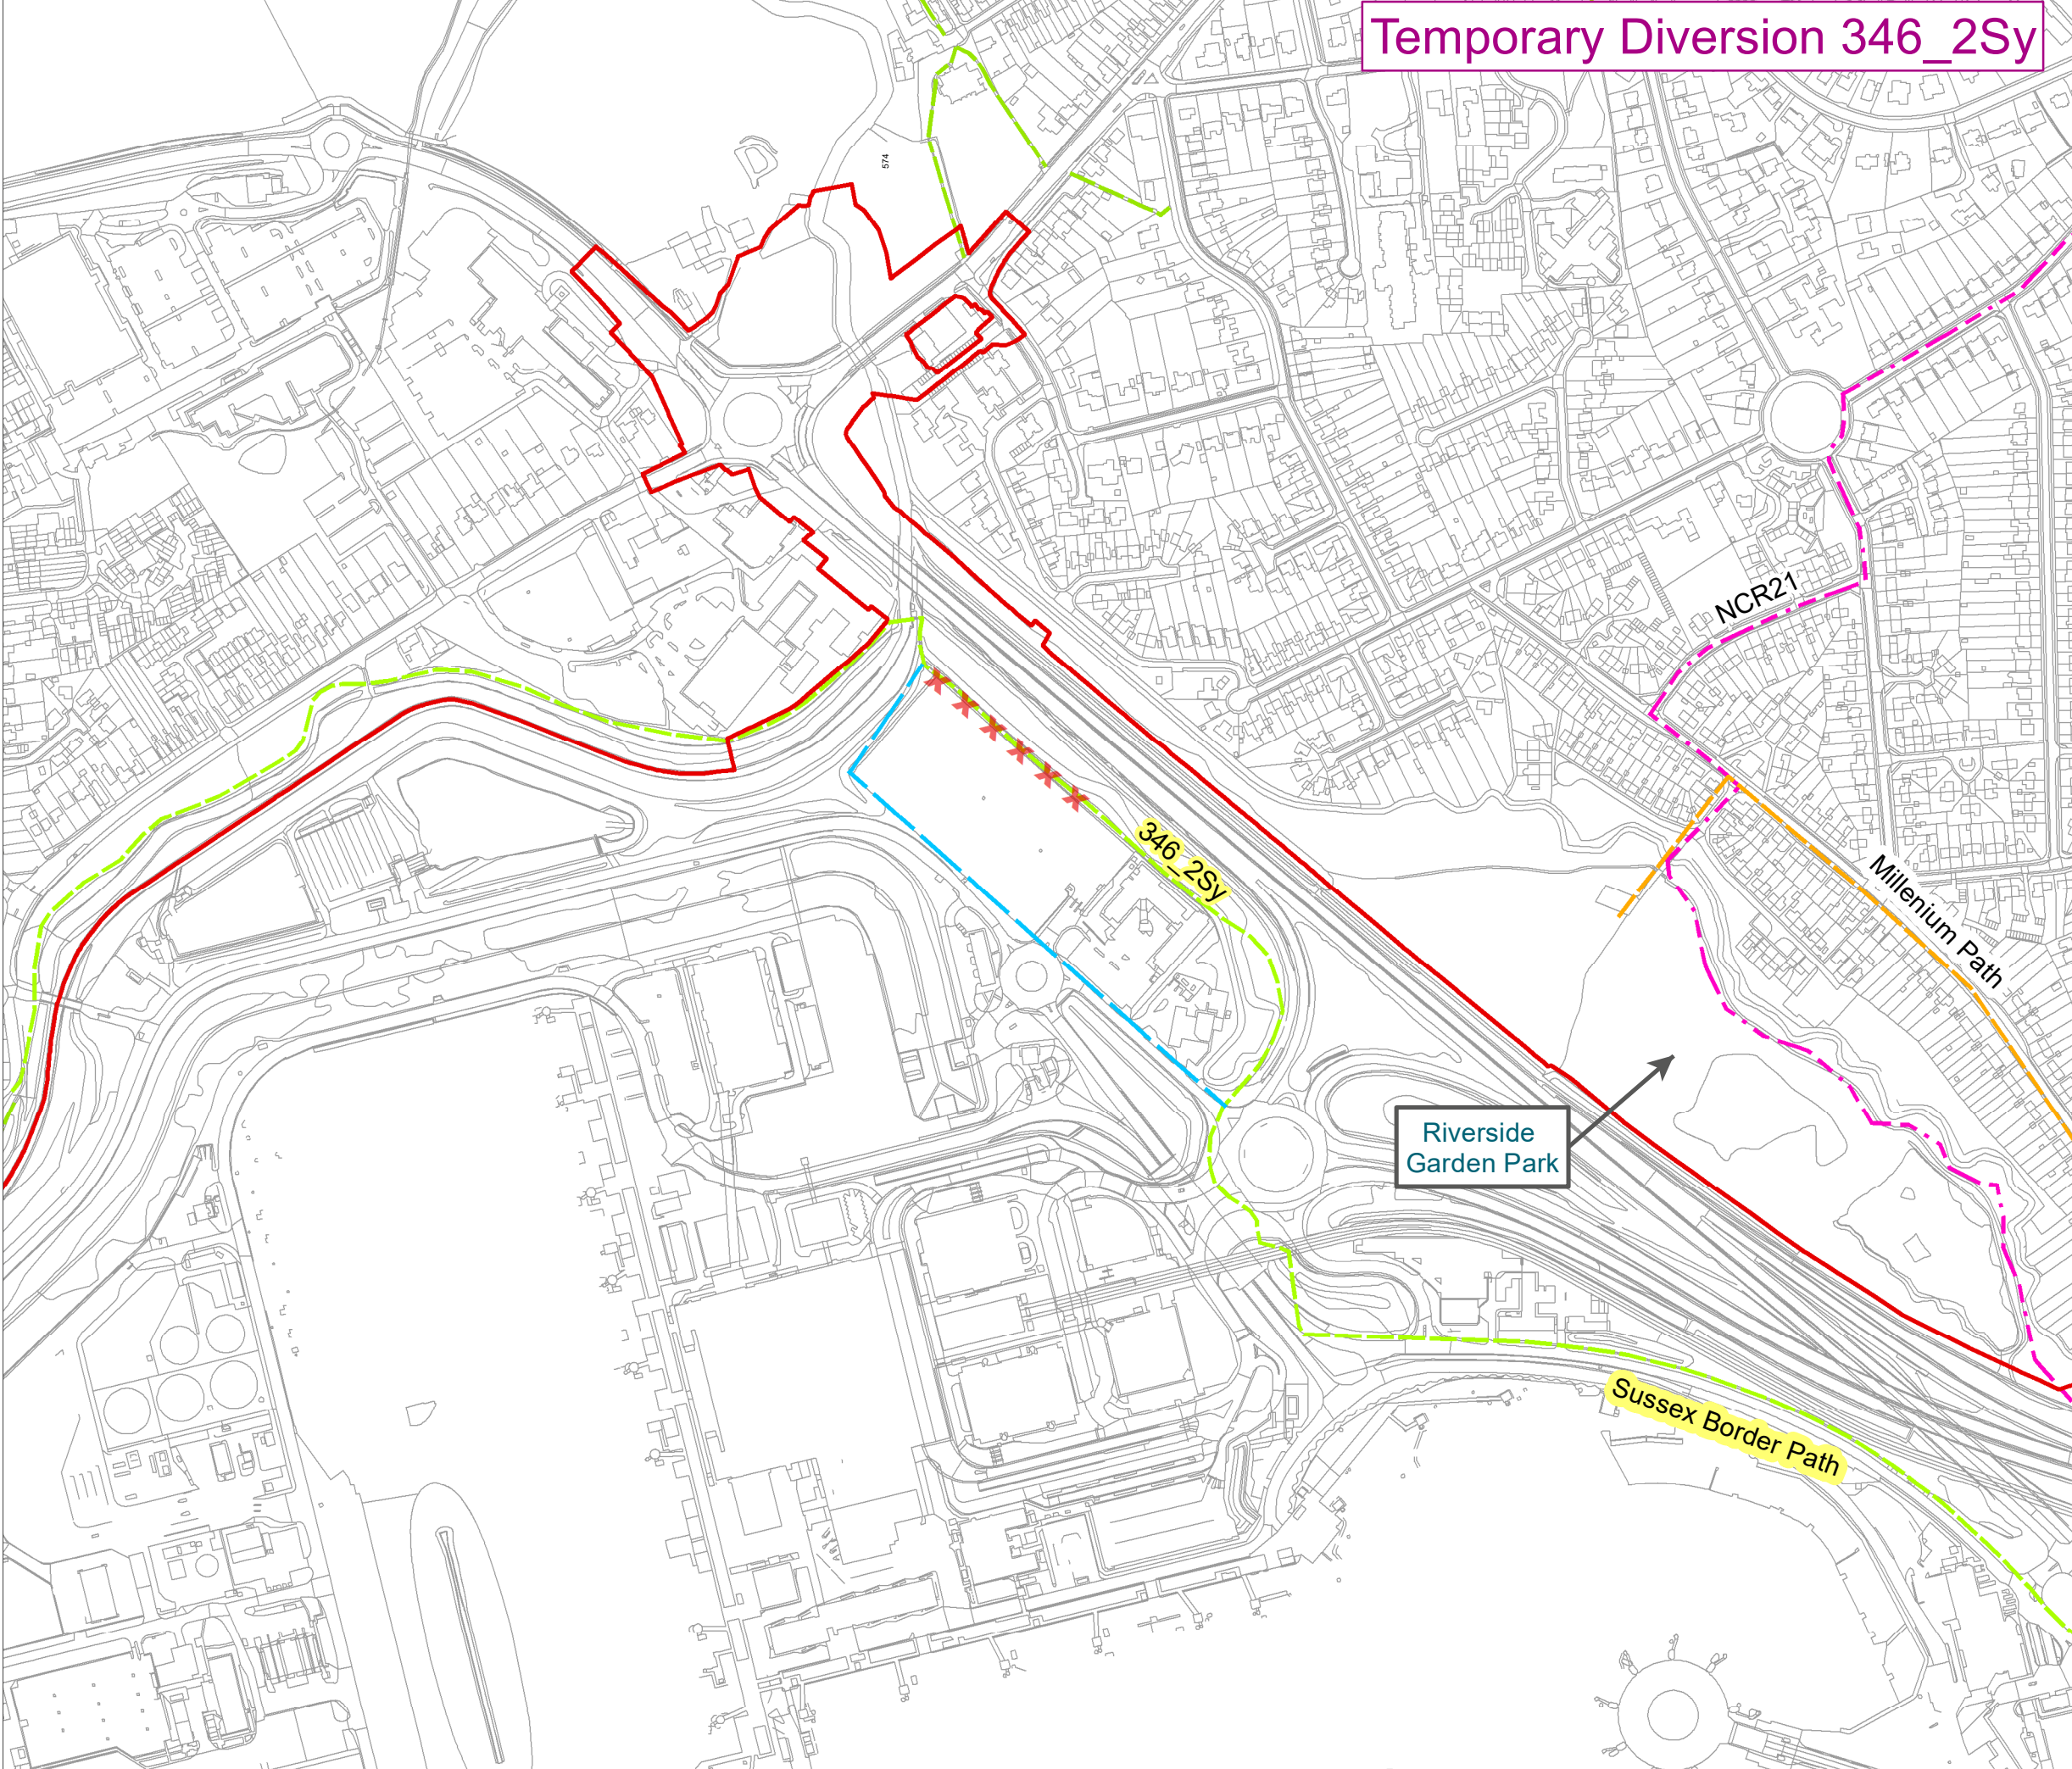 Temporary Diversion 346_2Sy
574
NCR21
346_2Sy
Millenium Path
Riverside
Garden Park
Sussex Border Path